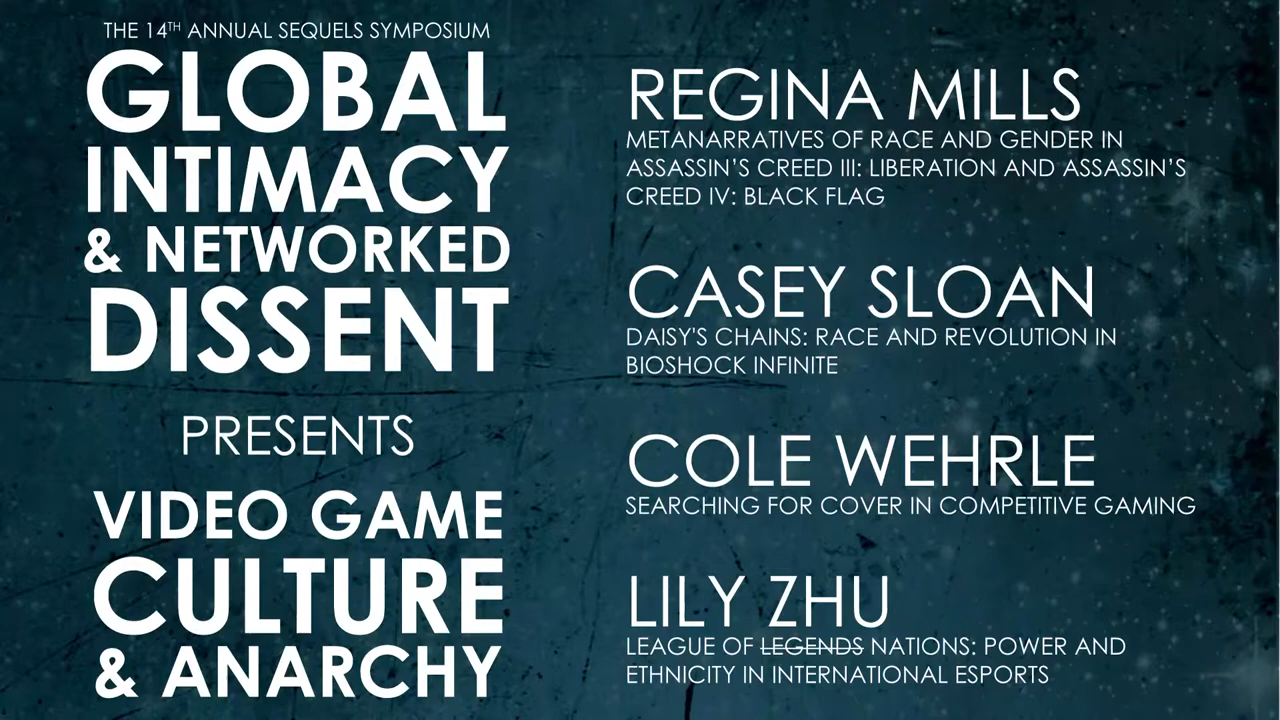 THE 14TH ANNUAL SEQUELS SYMPOSIUM
GLOBAL
INTIMACY
& NETWORKED
DISSENT
PRESENTS
VIDEO GAME
CULTURE
& ANARCHY
REGINA MILLS
METANARRATIVES OF RACE AND GENDER IN
ASSASSIN'S CREED III: LIBERATION AND ASSASSIN'S
CREED IV: BLACK FLAG
CASEY SLOAN
DAISY'S CHAINS: RACE AND REVOLUTION IN
BIOSHOCK INFINITE
COLE WEHRLE
SEARCHING FOR COVER IN COMPETITIVE GAMING
LILY ZHU
LEAGUE OF LEGENDS NATIONS: POWER AND
ETHNICITY IN INTERNATIONAL ESPORTS